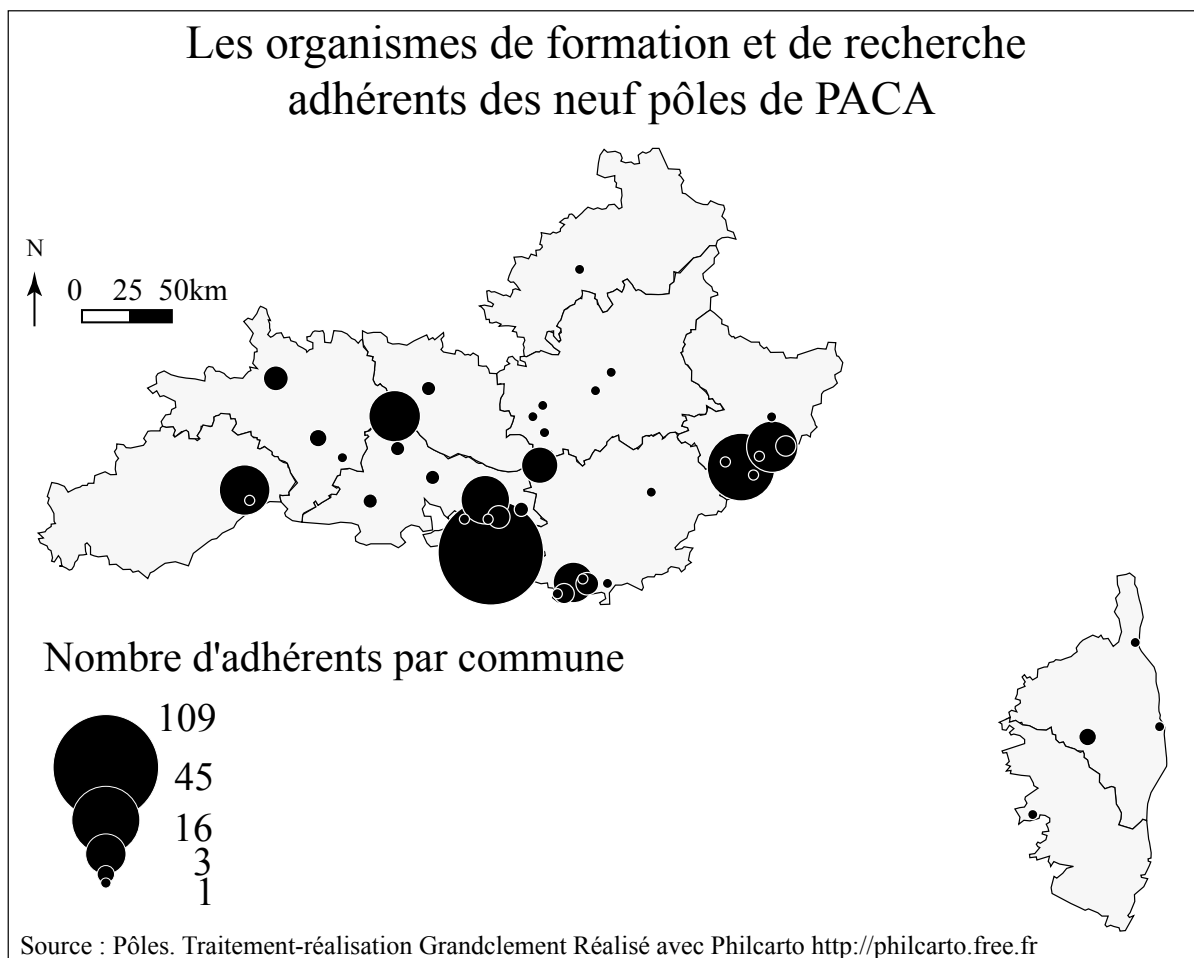 Les organismes de formation et de recherche
adhérents des neuf pôles de PACA
N
0 25 50km
Nombre d'adhérents par commune
109
45
16
3
1
Source : Pôles. Traitement-réalisation Grandclement Réalisé avec Philcarto http://philcarto.free.fr